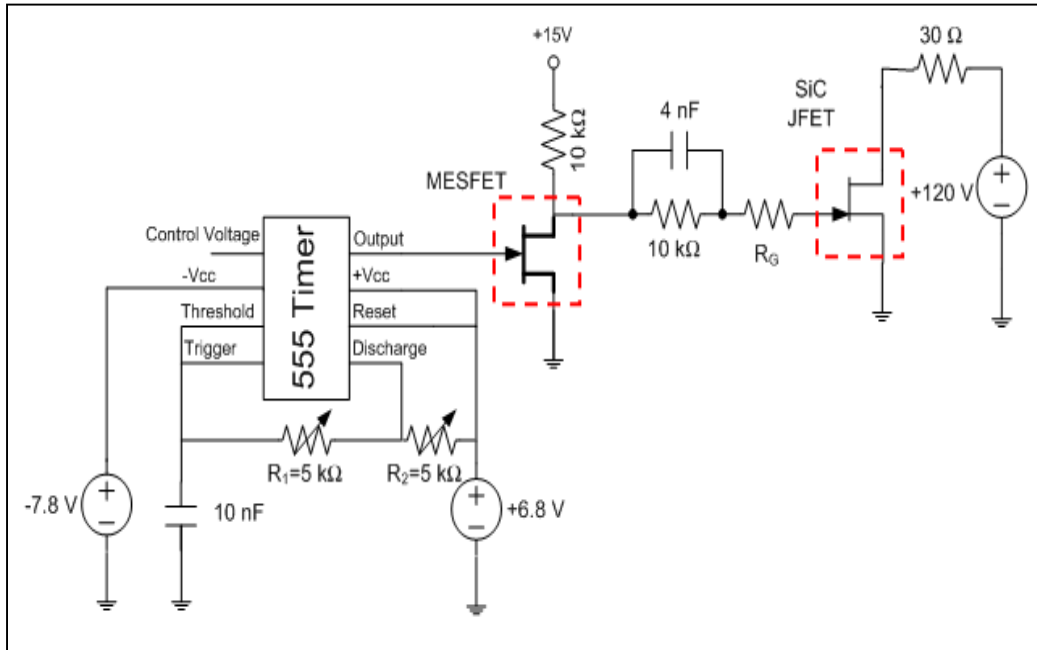 +15V
10 kΩ
MESFET
4 nF
10 kΩ
R_G
SiC
JFET
30 Ω
+120 V
Control Voltage
Output
-Vcc
+Vcc
Threshold
Reset
Trigger
Discharge
555 Timer
R₁=5 kΩ
R₂=5 kΩ
-7.8 V
10 nF
+6.8 V